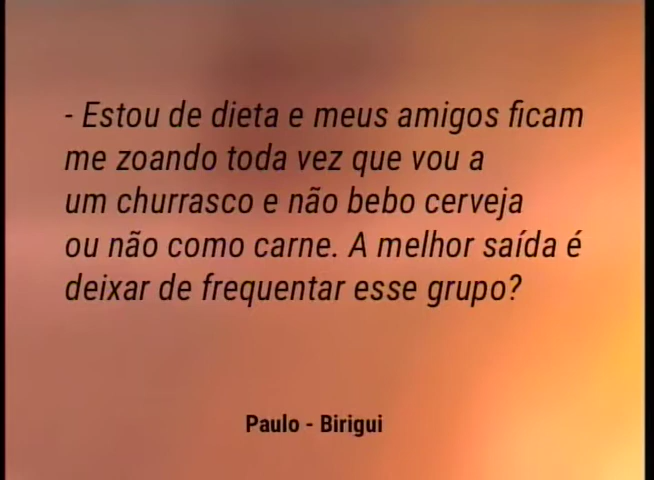 - Estou de dieta e meus amigos ficam
me zoando toda vez que vou a
um churrasco e não bebo cerveja
ou não como carne. A melhor saída é
deixar de frequentar esse grupo?
Paulo - Birigui